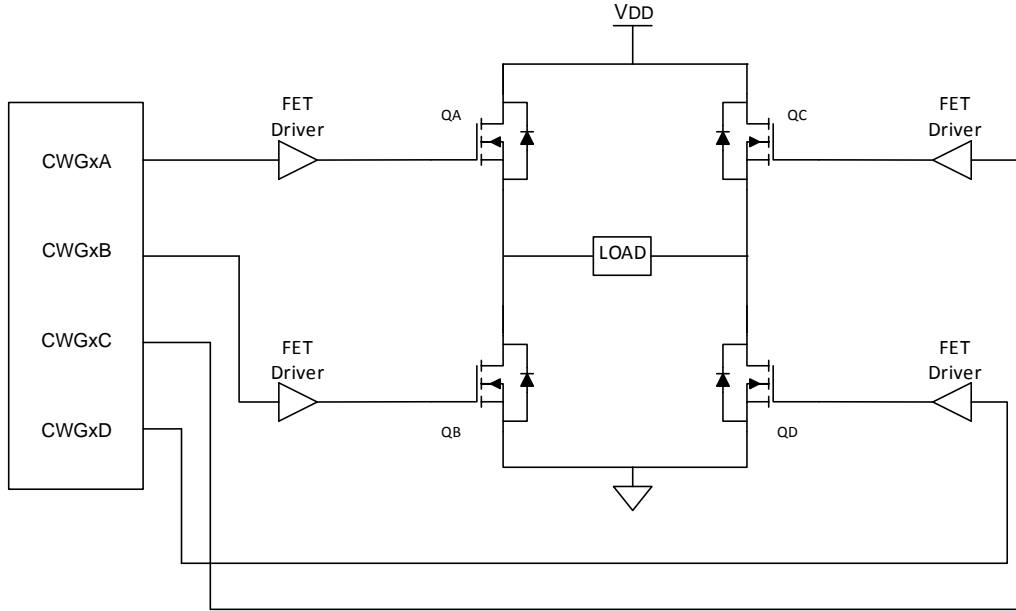 VDD
FET
Driver
QA
QC
FET
Driver
CWGxA
CWGxB
LOAD
CWGxC
FET
Driver
FET
Driver
CWGxD
QB
QD